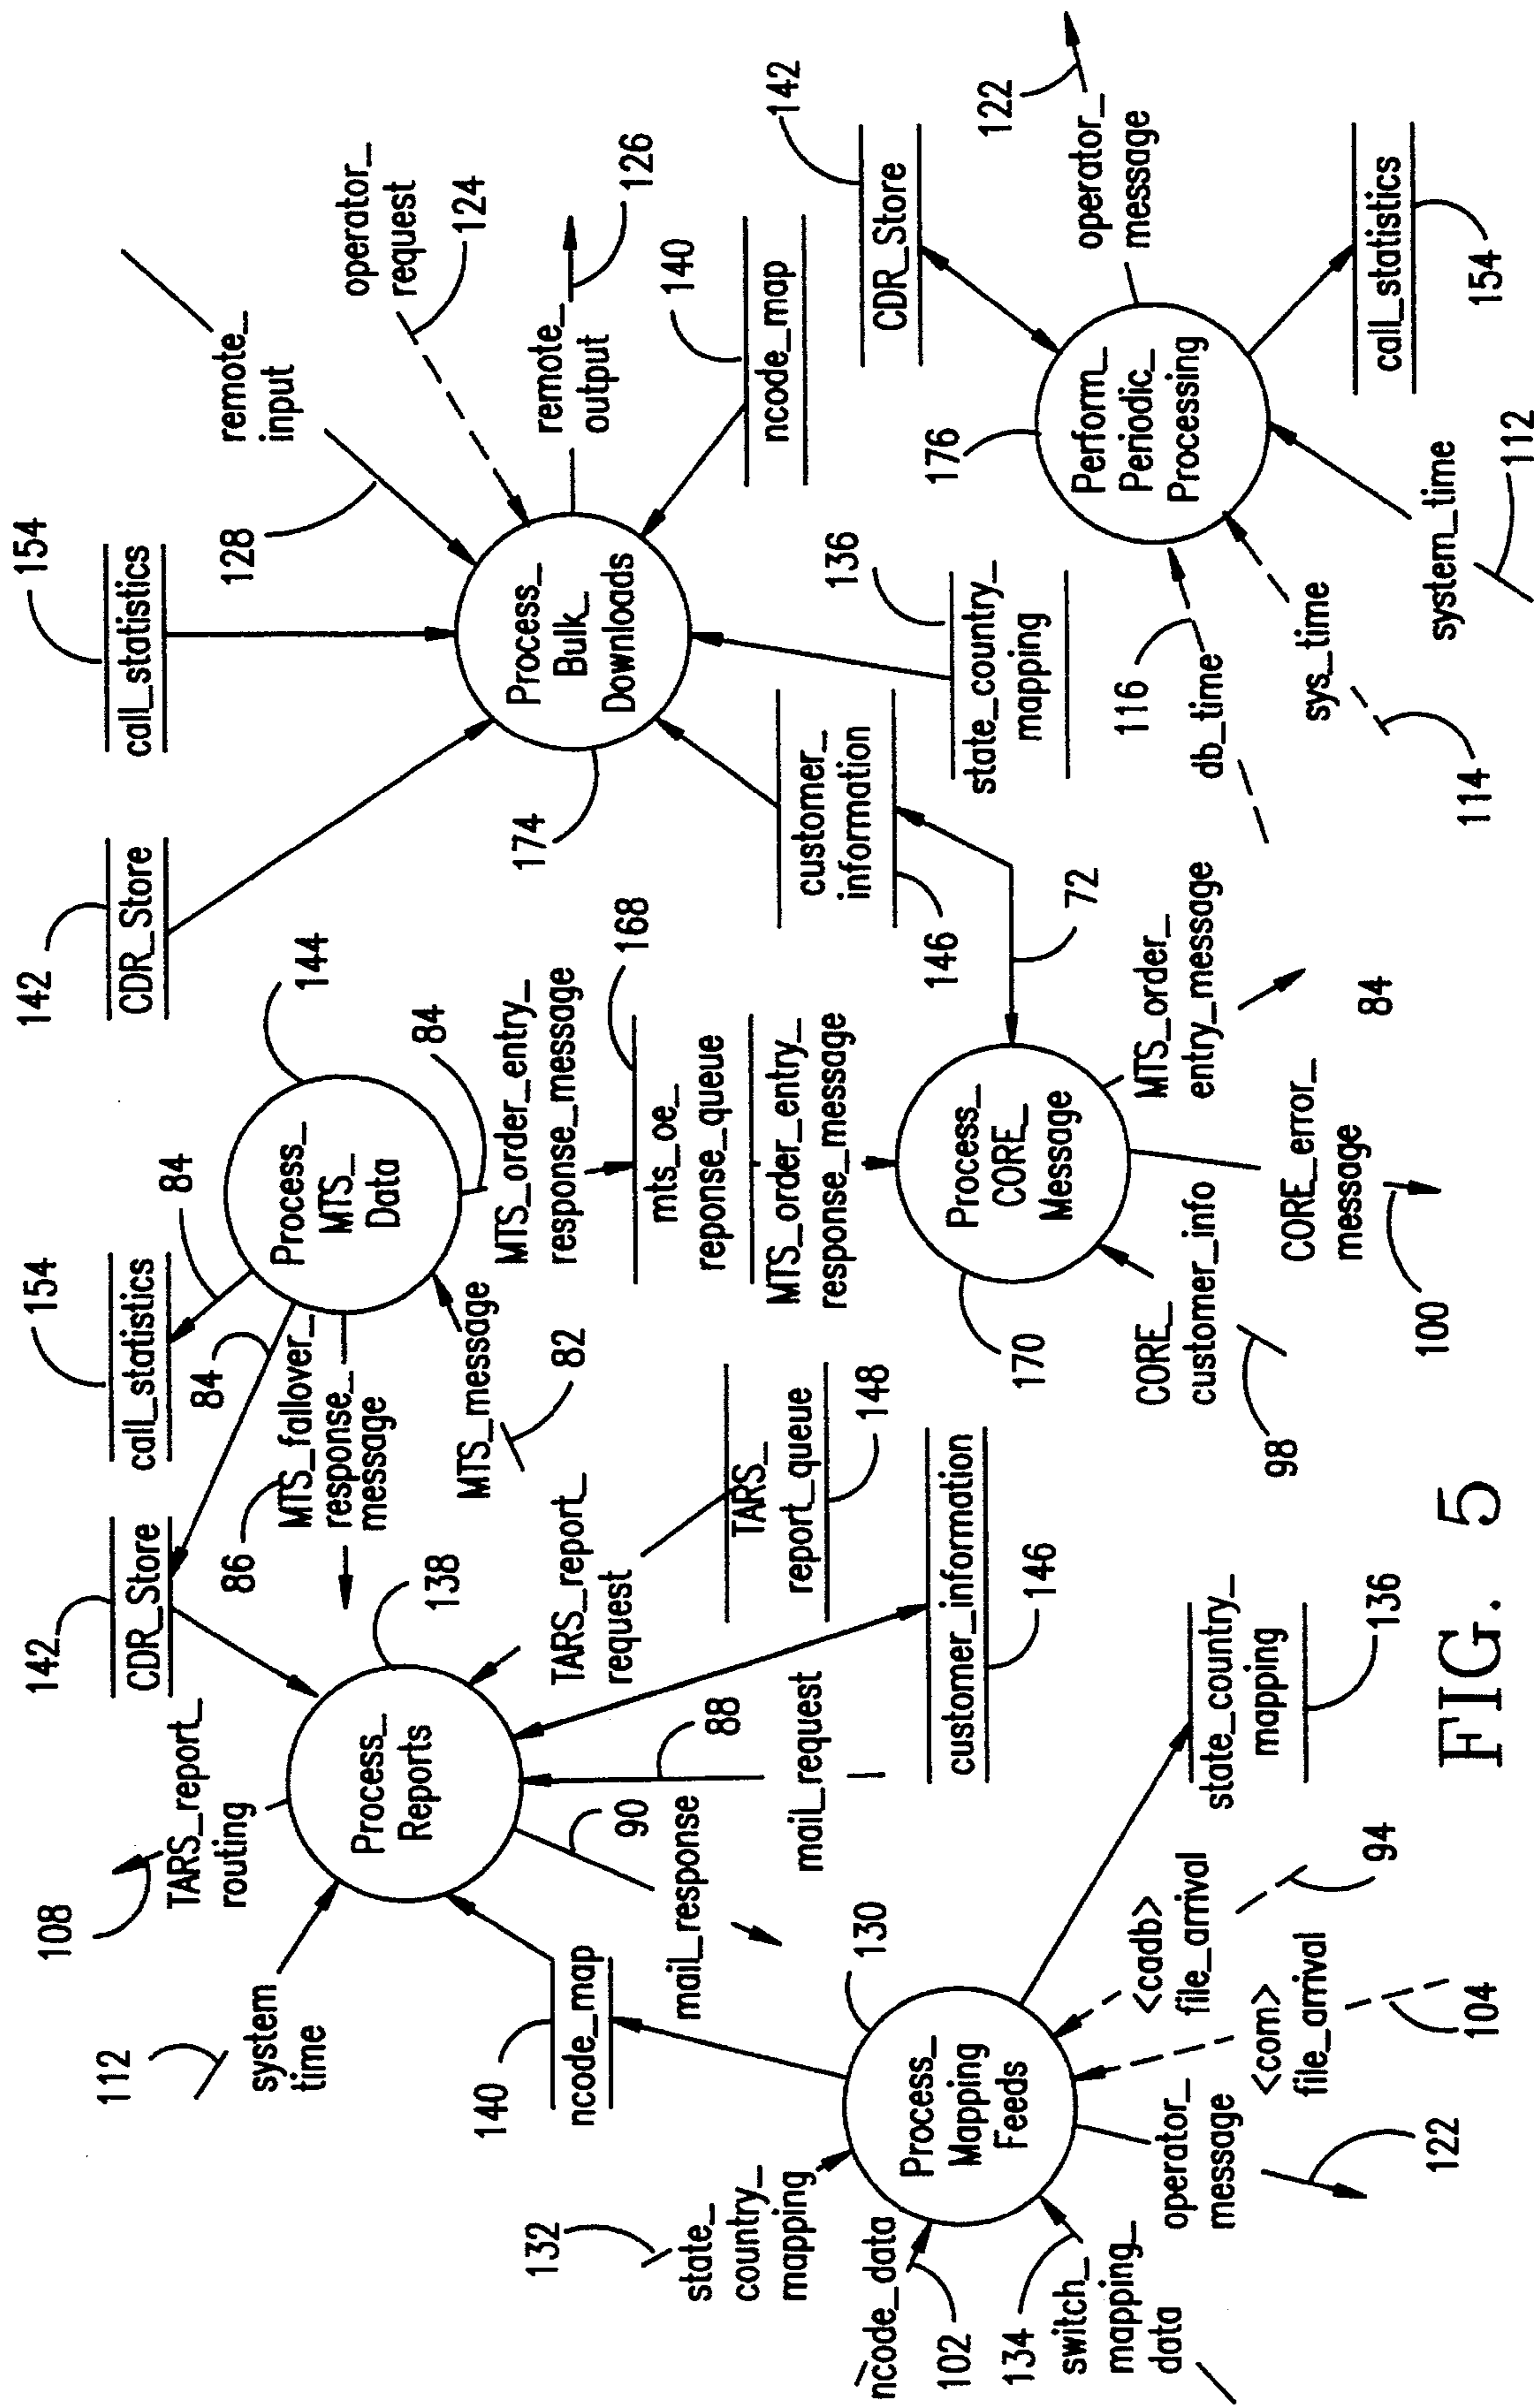 142
CDR_Store
154
call_statistics
84
84
144
Process_
MTS_
Data
86
MTS_fallover_
response_
message
MTS_message
82
84
MTS_order_entry_
response_message
168
mts_oe_
reponse_queue
MTS_order_entry_
response_message
142
CDR_Store
154
call_statistics
128
remote_
input
operator_
request
124
remote_
output
126
140
ncode_map
Process_
Bulk_
Downloads
174
136
state_country_
mapping
customer_
information
146
72
108
TARS_report_
routing
112
system
time
Process_
Reports
138
TARS_report_
request
TARS_
report_queue
148
140
ncode_map
mail_response
90
88
mail_request
customer_information
146
132
state_
country_
mapping
ncode_data
102
134
switch_
mapping_
data
Process_
Mapping
Feeds
130
operator_
message
122
<com>
file_arrival
104
<cadb>
file_arrival
94
state_country_
mapping
136
Process_
CORE_
Message
170
CORE_
customer_info
98
CORE_error_
message
100
MTS_order_
entry_message
84
116
db_time
114
sys_time
system_time
112
Perform_
Periodic_
Processing
176
CDR_Store
142
operator_
message
122
call_statistics
154
FIG. 5